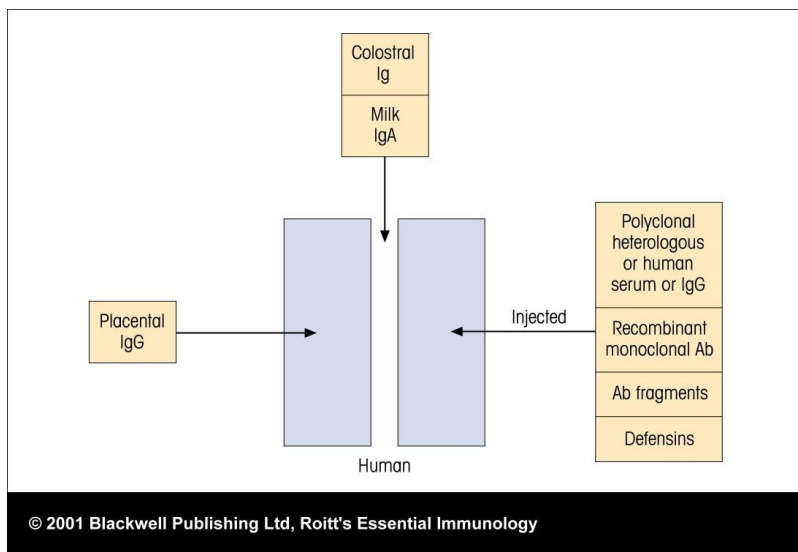 Colostral
Ig
Milk
IgA
Placental
IgG
Injected
Polyclonal
heterologous
or human
serum or IgG
Recombinant
monoclonal Ab
Ab fragments
Defensins
Human
© 2001 Blackwell Publishing Ltd, Roitt's Essential Immunology